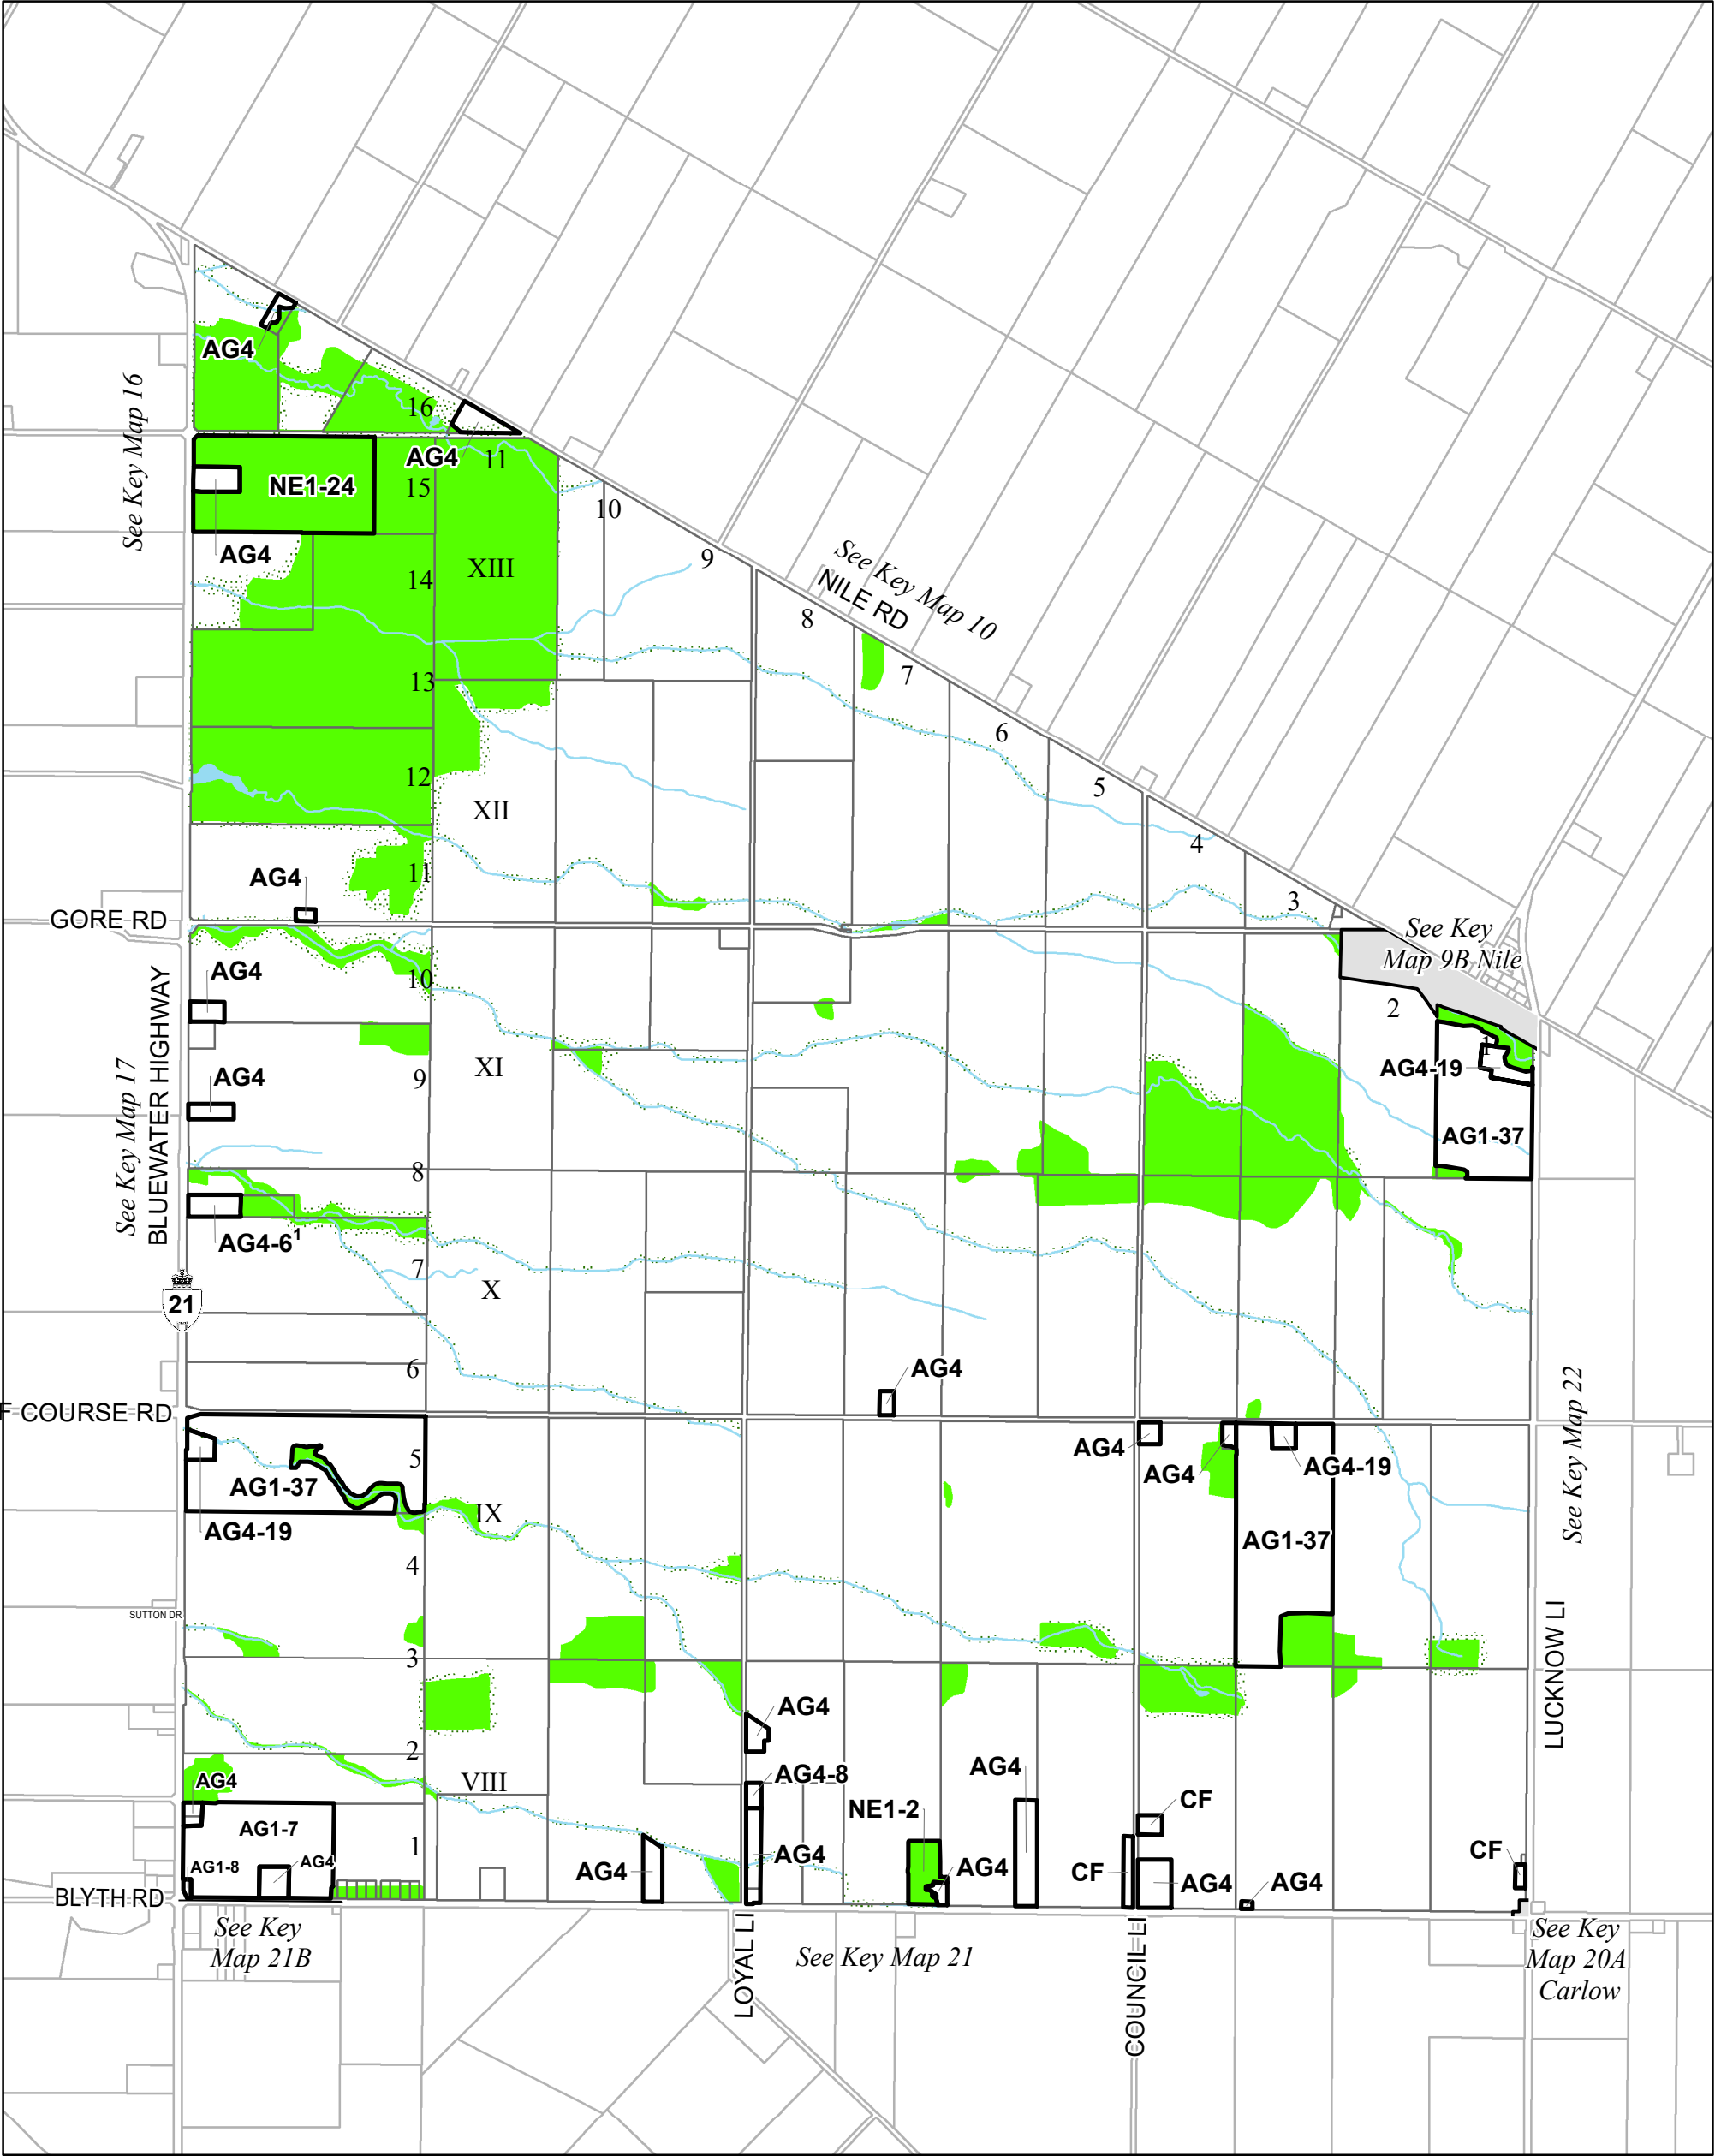 AG4
See Key Map 16
16
AG4
11
NE1-24
15
10
AG4
9
See Key Map 10
NILE RD
XIII
14
8
7
13
6
12
5
XII
4
11
AG4
3
GORE RD
See Key
Map 9B Nile
AG4
10
2
1
AG4-19
XI
AG4
9
See Key Map 17
BLUEWATER HIGHWAY
AG1-37
8
AG4-6¹
7
X
21
AG4
6
F COURSE RD
See Key Map 22
AG4
AG4
AG4-19
5
AG1-37
IX
AG4-19
AG1-37
4
SUTTON DR
3
LUCKNOW LI
AG4
2
AG4
VIII
AG4-8
AG4
NE1-2
CF
AG1-7
1
AG4
AG4
CF
AG1-8
AG4
AG4
AG4
CF
AG4
AG4
BLYTH RD
See Key
Map 21B
LOYAL LI
See Key Map 21
COUNCIL LI
See Key
Map 20A
Carlow